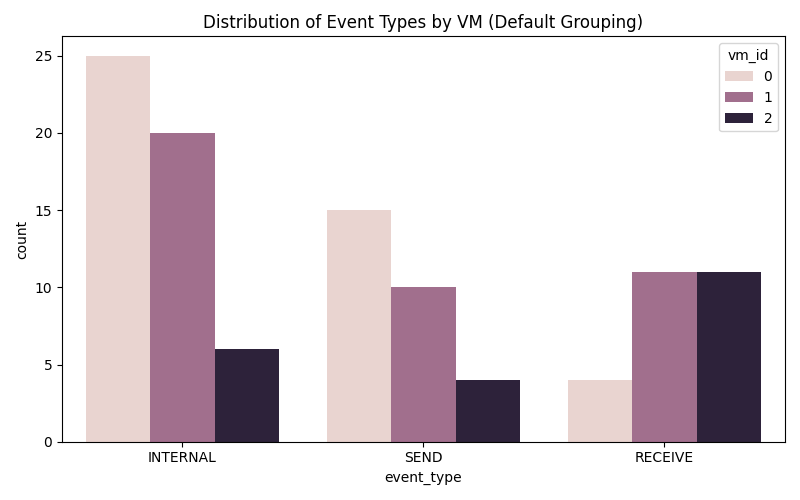 Distribution of Event Types by VM (Default Grouping)
vm_id
0
1
2
count
25
20
15
10
5
0
INTERNAL
SEND
RECEIVE
event_type